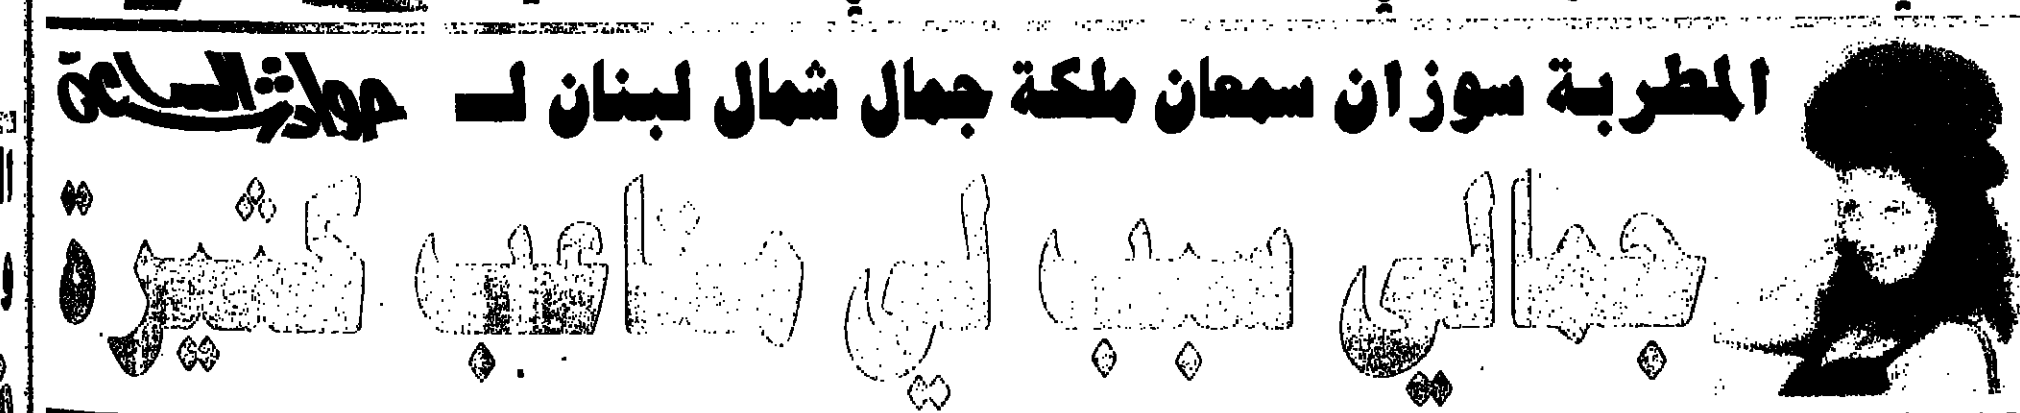 المطربة سوزان سمعان ملكة جمال شمال لبنان لـ حوادث الساعة
جمالي سبب لي متاعب كثيرة